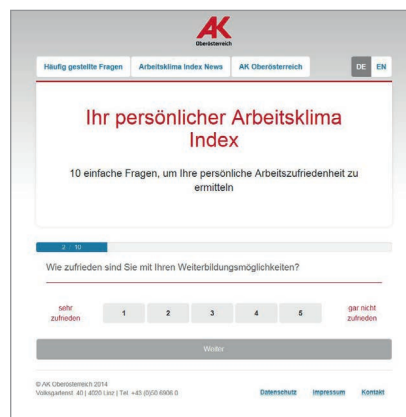 AK
Oberösterreich
Häufig gestellte Fragen Arbeitsklima Index News AK Oberösterreich DE EN
Ihr persönlicher Arbeitsklima
Index
10 einfache Fragen, um Ihre persönliche Arbeitszufriedenheit zu
ermitteln
2 / 10
Wie zufrieden sind Sie mit Ihren Weiterbildungsmöglichkeiten?
sehr
zufrieden
1 2 3 4 5
gar nicht
zufrieden
Weiter
© AK Oberösterreich 2014
Volksgartenst. 40 | 4020 Linz | Tel. +43 (0)50 6906 0 Datenschutz Impressum Kontakt